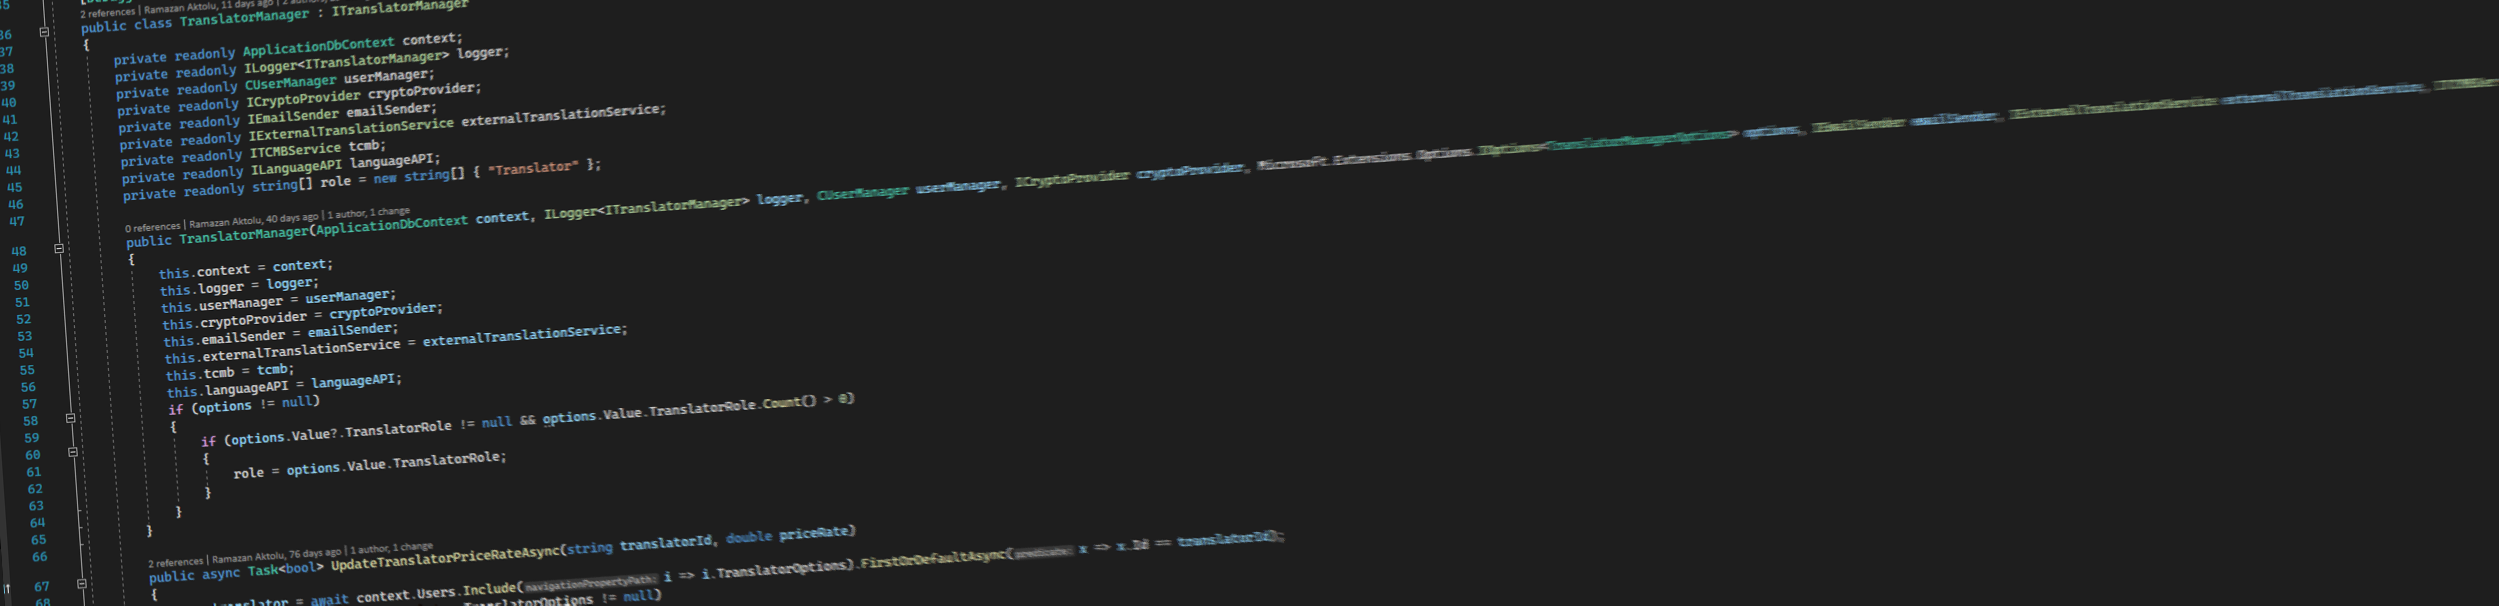 35
2 references | Ramazan Aktolu, 11 days ago | 2 authors,
36 public class TranslatorManager : ITranslatorManager
37 {
38 private readonly ApplicationDbContext context;
39 private readonly ILogger<ITranslatorManager> logger;
40 private readonly CUserManager userManager;
41 private readonly ICryptoProvider cryptoProvider;
42 private readonly IEmailSender emailSender;
43 private readonly IExternalTranslationService externalTranslationService;
44 private readonly ITCMBService tcmb;
45 private readonly ILanguageAPI languageAPI;
46 private readonly string[] role = new string[] { "Translator" };
47
0 references | Ramazan Aktolu, 40 days ago | 1 author, 1 change
48 public TranslatorManager(ApplicationDbContext context, ILogger<ITranslatorManager> logger, CUserManager userManager, ICryptoProvider cryptoProvider, Microsoft.Extensions.Options.IOptions<TranslatorManagerOptions> options, IEmailSender emailSender, IExternalTranslationService externalTranslationService,
49 {
50 this.context = context;
51 this.logger = logger;
52 this.userManager = userManager;
53 this.cryptoProvider = cryptoProvider;
54 this.emailSender = emailSender;
55 this.externalTranslationService = externalTranslationService;
56 this.tcmb = tcmb;
57 this.languageAPI = languageAPI;
58 if (options != null)
59 {
60 if (options.Value?.TranslatorRole != null && options.Value.TranslatorRole.Count() > 0)
61 {
62 role = options.Value.TranslatorRole;
63 }
64 }
65 }
66
2 references | Ramazan Aktolu, 76 days ago | 1 author, 1 change
67 public async Task<bool> UpdateTranslatorPriceRateAsync(string translatorId, double priceRate)
68 {
= await context.Users.Include(navigationPropertyPath: i => i.TranslatorOptions).FirstOrDefaultAsync(predicate: x => x.Id == translatorId);
TranslatorOptions != null)